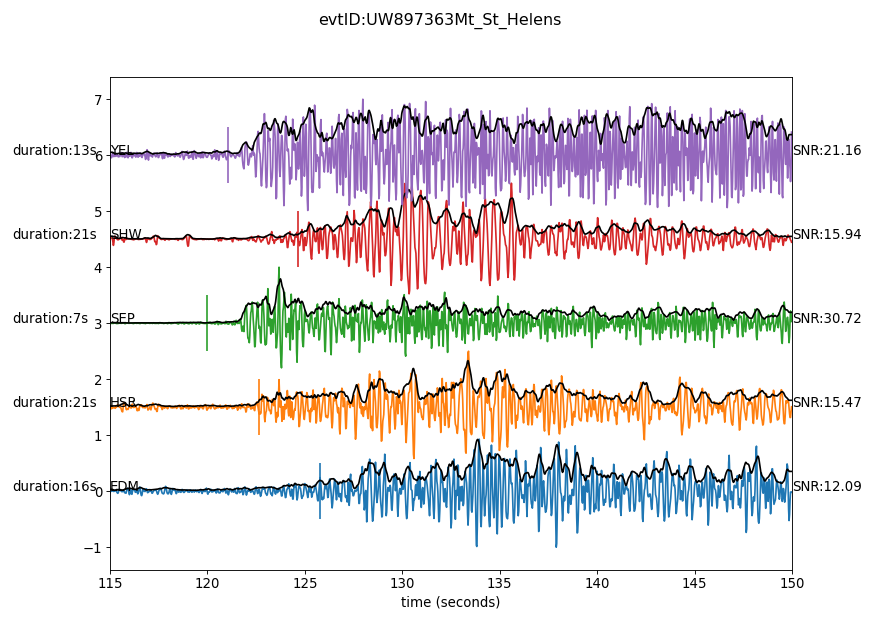 evtID:UW897363Mt_St_Helens
7
duration:13s
6
YEL
SNR:21.16
5
duration:21s
SHW
SNR:15.94
4
duration:7s
3
SEP
SNR:30.72
2
duration:21s
HSR
SNR:15.47
1
duration:16s
0
EDM
SNR:12.09
−1
115 120 125 130 135 140 145 150
time (seconds)